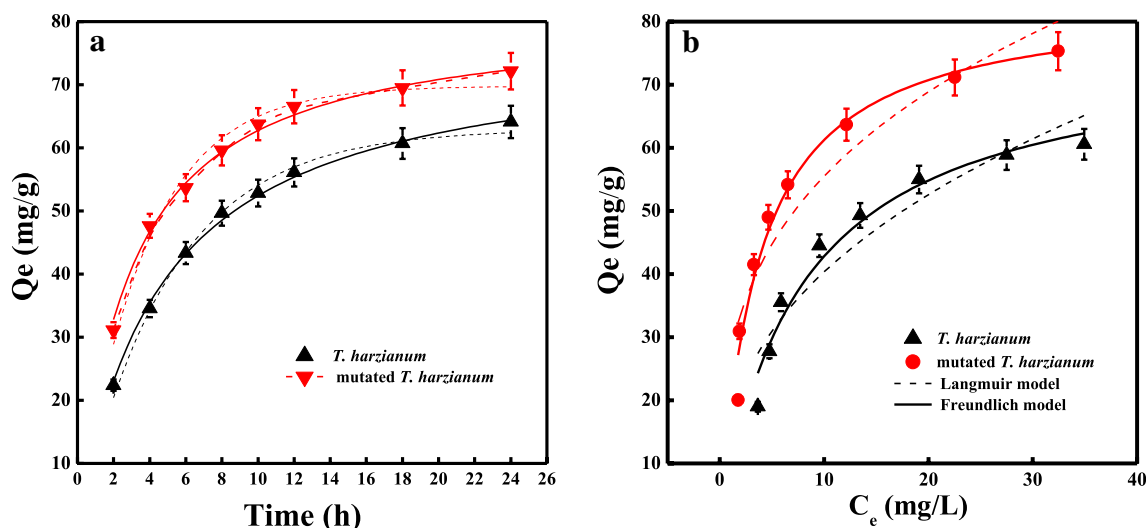 a
80
70
60
50
40
30
20
10
Qe (mg/g)
T. harzianum
mutated T. harzianum
2 4 6 8 10 12 14 16 18 20 22 24 26
Time (h)
b
80
70
60
50
40
30
20
10
Qe (mg/g)
T. harzianum
mutated T. harzianum
Langmuir model
Freundlich model
0 10 20 30 40
Ce (mg/L)